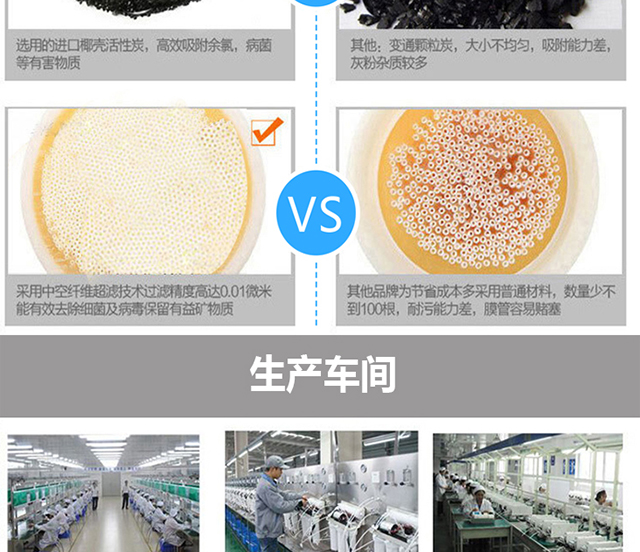 选用的进口椰壳活性炭，高效吸附余氯，病菌
等有害物质
其他：变通颗粒炭，大小不均匀，吸附能力差，
灰粉杂质较多
VS
采用中空纤维超滤技术过滤精度高达0.01微米
能有效去除细菌及病毒保留有益矿物质
其他品牌为节省成本多采用普通材料，数量少不
到100根，耐污能力差，膜管容易赌塞
生产车间